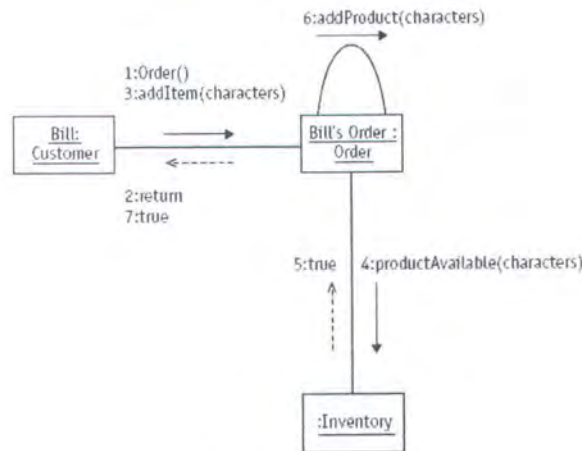 6:addProduct(characters)
1:Order()
3:addItem(characters)
Bill:
Customer
Bill's Order :
Order
2:return
7:true
5:true
4:productAvailable(characters)
:Inventory